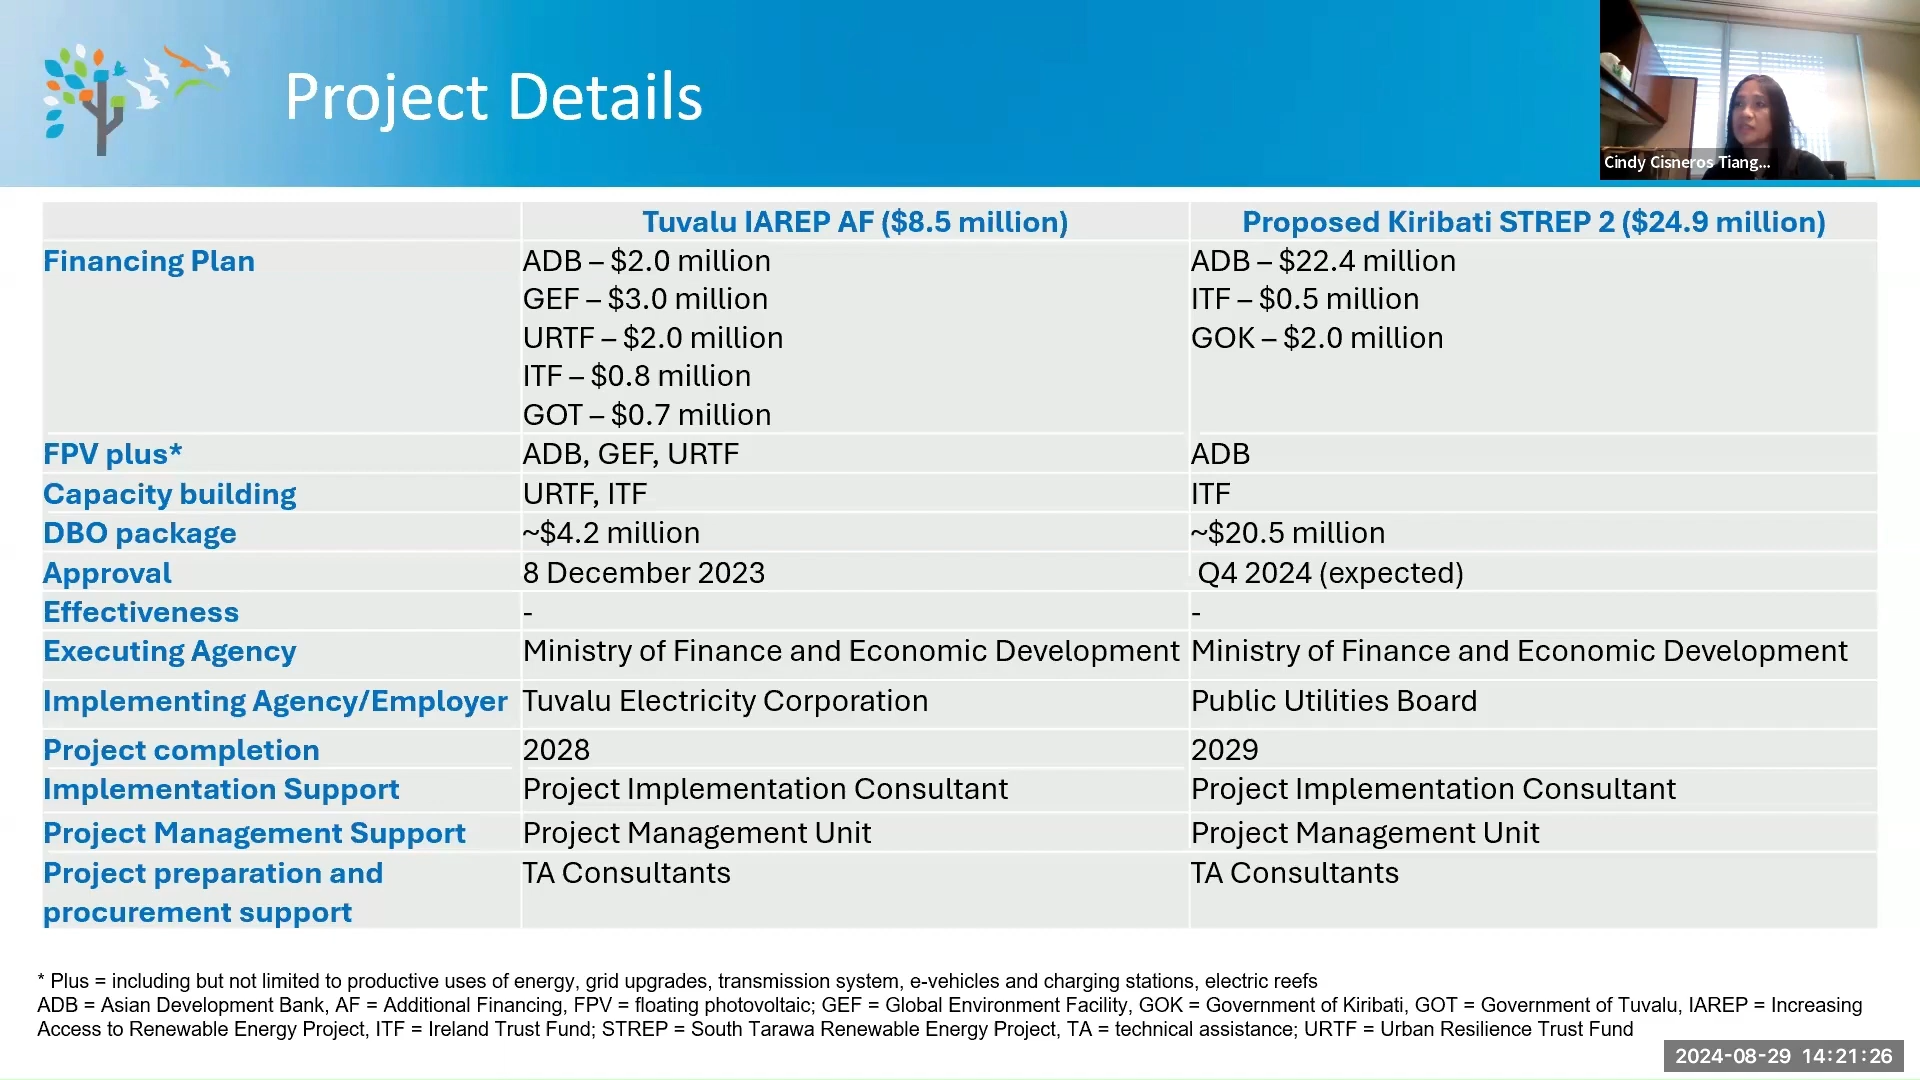 Project Details
Cindy Cisneros Tiang...
Tuvalu IAREP AF ($8.5 million) Proposed Kiribati STREP 2 ($24.9 million)
Financing Plan ADB – $2.0 million ADB – $22.4 million
GEF – $3.0 million ITF – $0.5 million
URTF – $2.0 million GOK – $2.0 million
ITF – $0.8 million
GOT – $0.7 million
FPV plus* ADB, GEF, URTF ADB
Capacity building URTF, ITF ITF
DBO package ~$4.2 million ~$20.5 million
Approval 8 December 2023 Q4 2024 (expected)
Effectiveness - -
Executing Agency Ministry of Finance and Economic Development Ministry of Finance and Economic Development
Implementing Agency/Employer Tuvalu Electricity Corporation Public Utilities Board
Project completion 2028 2029
Implementation Support Project Implementation Consultant Project Implementation Consultant
Project Management Support Project Management Unit Project Management Unit
Project preparation and TA Consultants TA Consultants
procurement support
* Plus = including but not limited to productive uses of energy, grid upgrades, transmission system, e-vehicles and charging stations, electric reefs
ADB = Asian Development Bank, AF = Additional Financing, FPV = floating photovoltaic; GEF = Global Environment Facility, GOK = Government of Kiribati, GOT = Government of Tuvalu, IAREP = Increasing
Access to Renewable Energy Project, ITF = Ireland Trust Fund; STREP = South Tarawa Renewable Energy Project, TA = technical assistance; URTF = Urban Resilience Trust Fund
2024-08-29 14:21:26